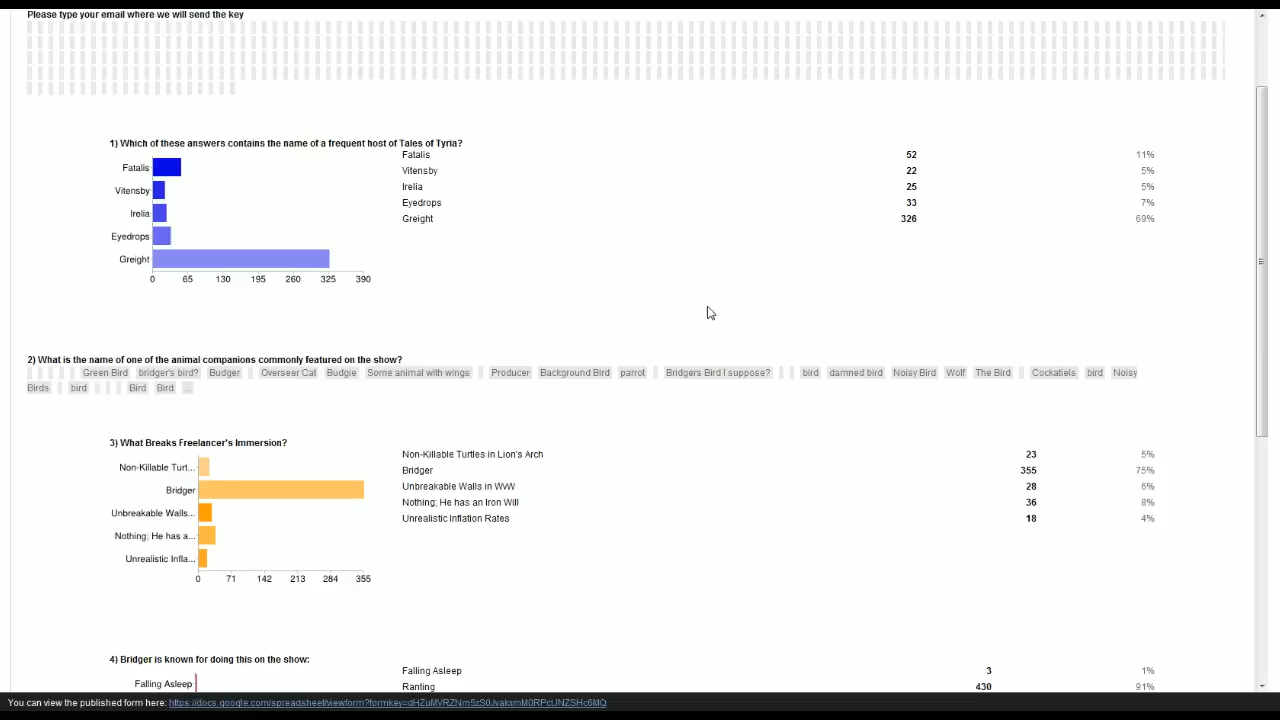 Please type your email where we will send the key
1) Which of these answers contains the name of a frequent host of Tales of Tyria?
Fatalis
Vitensby
Irelia
Eyedrops
Greight
0 65 130 195 260 325 390
Fatalis 52 11%
Vitensby 22 5%
Irelia 25 5%
Eyedrops 33 7%
Greight 326 69%
2) What is the name of one of the animal companions commonly featured on the show?
Green Bird bridger's bird? Budger Overseer Cat Budgie Some animal with wings Producer Background Bird parrot Bridgers Bird I suppose? bird damned bird Noisy Bird Wolf The Bird Cockatiels bird Noisy
Birds bird Bird Bird ...
3) What Breaks Freelancer's Immersion?
Non-Killable Turt...
Bridger
Unbreakable Walls...
Nothing; He has a...
Unrealistic Infla...
0 71 142 213 284 355
Non-Killable Turtles in Lion's Arch 23 5%
Bridger 355 75%
Unbreakable Walls in WvW 28 6%
Nothing; He has an Iron Will 36 8%
Unrealistic Inflation Rates 18 4%
4) Bridger is known for doing this on the show:
Falling Asleep
Falling Asleep 3 1%
Ranting 430 91%
You can view the published form here: